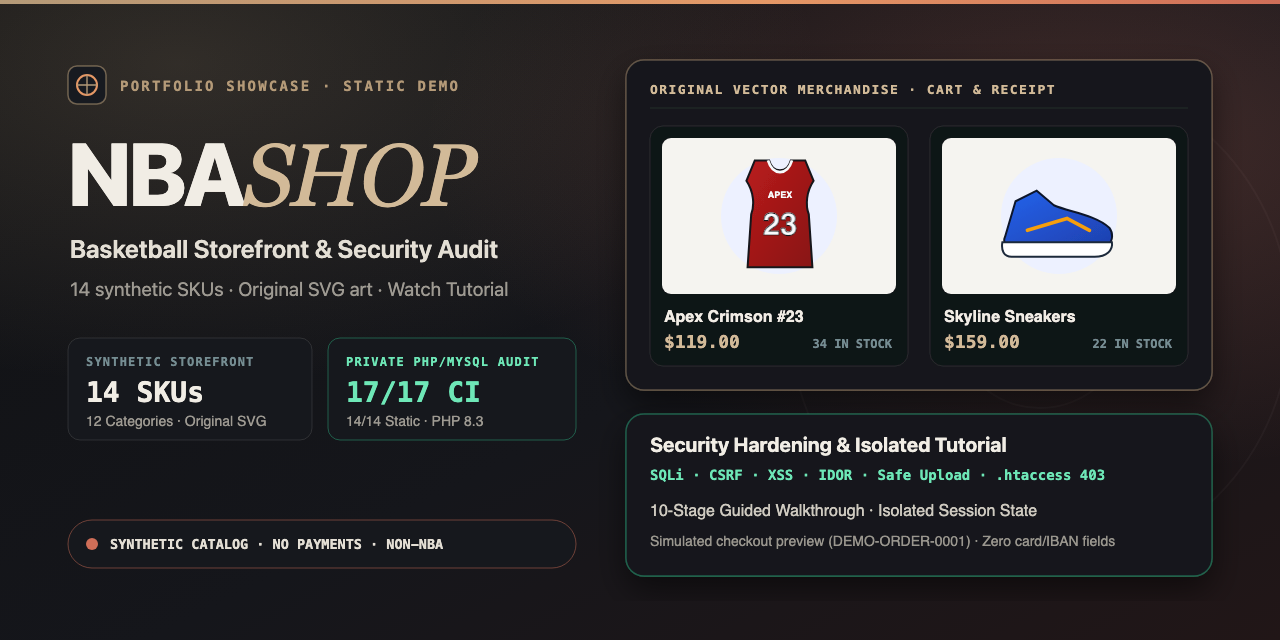 PORTFOLIO SHOWCASE · STATIC DEMO
NBASHOP
Basketball Storefront & Security Audit
14 synthetic SKUs · Original SVG art · Watch Tutorial
SYNTHETIC STOREFRONT
14 SKUs
12 Categories · Original SVG
PRIVATE PHP/MYSQL AUDIT
17/17 CI
14/14 Static · PHP 8.3
SYNTHETIC CATALOG · NO PAYMENTS · NON–NBA
ORIGINAL VECTOR MERCHANDISE · CART & RECEIPT
APEX
23
Apex Crimson #23
$119.00 34 IN STOCK
Skyline Sneakers
$159.00 22 IN STOCK
Security Hardening & Isolated Tutorial
SQLi · CSRF · XSS · IDOR · Safe Upload · .htaccess 403
10-Stage Guided Walkthrough · Isolated Session State
Simulated checkout preview (DEMO-ORDER-0001) · Zero card/IBAN fields